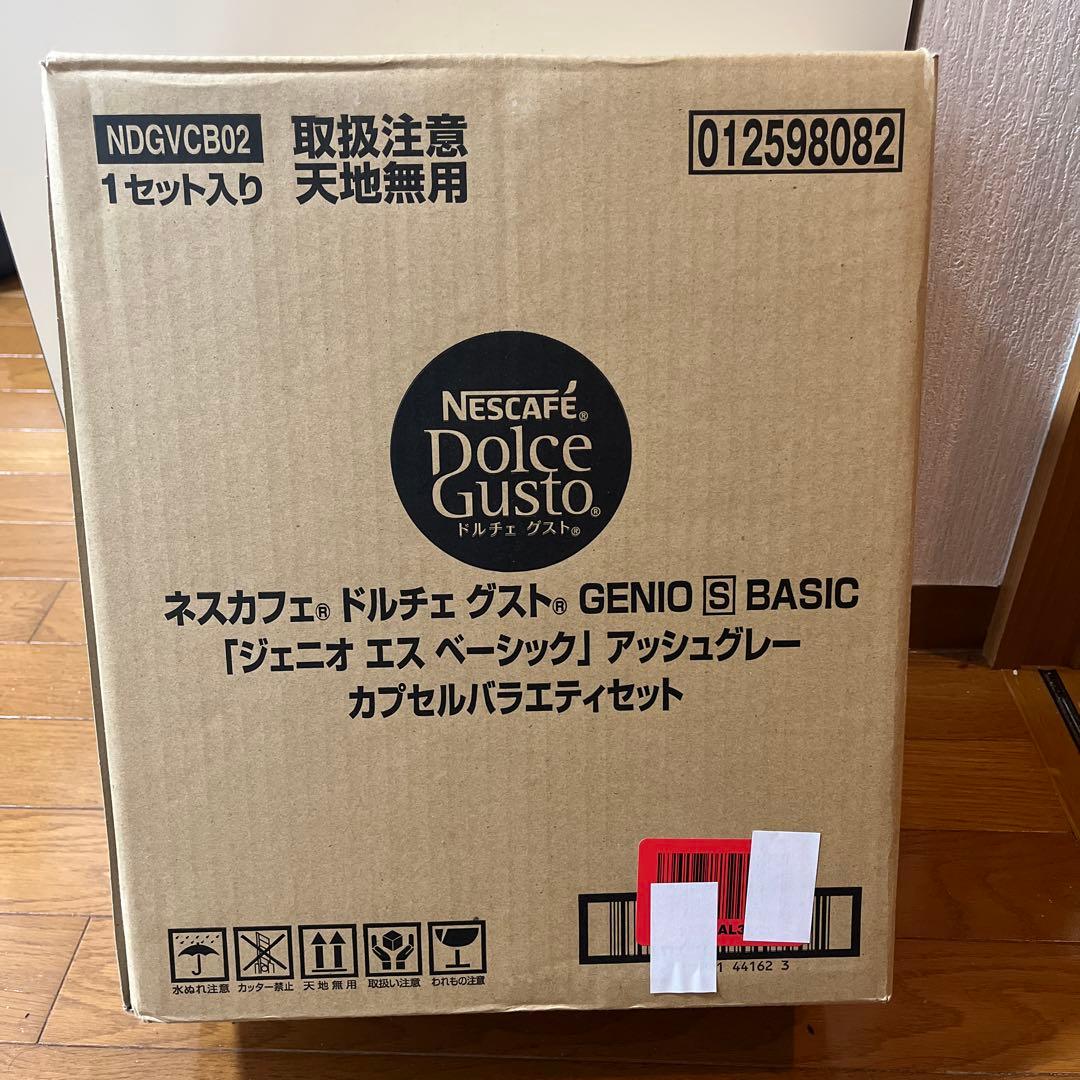 NDGVCB02
1セット入り
取扱注意
天地無用
012598082
NESCAFÉ®
Dolce
Gusto®
ドルチェ グスト®
ネスカフェ® ドルチェ グスト® GENIO S BASIC
「ジェニオ エス ベーシック」 アッシュグレー
カプセルバラエティセット
水ぬれ注意
カッター禁止
天地無用
取扱い注意
われもの注意
1 44162 3